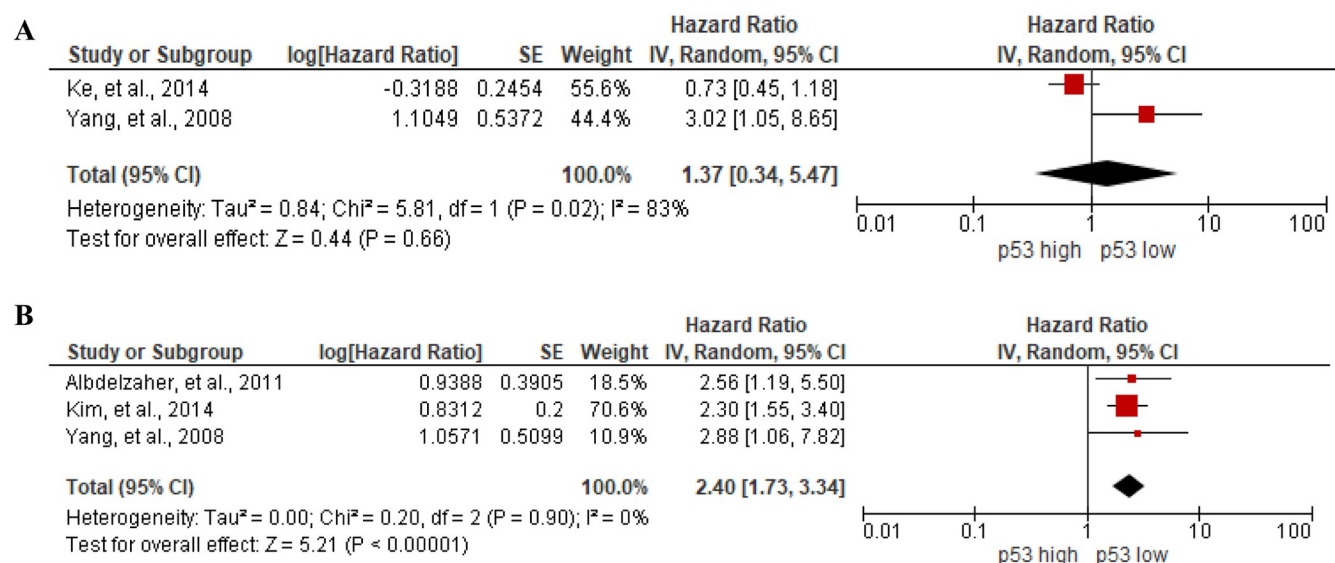 A
Hazard Ratio Hazard Ratio
Study or Subgroup log[Hazard Ratio] SE Weight IV, Random, 95% CI IV, Random, 95% CI
Ke, et al., 2014 -0.3188 0.2454 55.6% 0.73 [0.45, 1.18]
Yang, et al., 2008 1.1049 0.5372 44.4% 3.02 [1.05, 8.65]
Total (95% CI) 100.0% 1.37 [0.34, 5.47]
Heterogeneity: Tau² = 0.84; Chi² = 5.81, df = 1 (P = 0.02); I² = 83%
Test for overall effect: Z = 0.44 (P = 0.66)
0.01 0.1 1 10 100
p53 high p53 low
B
Hazard Ratio Hazard Ratio
Study or Subgroup log[Hazard Ratio] SE Weight IV, Random, 95% CI IV, Random, 95% CI
Albdelzaher, et al., 2011 0.9388 0.3905 18.5% 2.56 [1.19, 5.50]
Kim, et al., 2014 0.8312 0.2 70.6% 2.30 [1.55, 3.40]
Yang, et al., 2008 1.0571 0.5099 10.9% 2.88 [1.06, 7.82]
Total (95% CI) 100.0% 2.40 [1.73, 3.34]
Heterogeneity: Tau² = 0.00; Chi² = 0.20, df = 2 (P = 0.90); I² = 0%
Test for overall effect: Z = 5.21 (P < 0.00001)
0.01 0.1 1 10 100
p53 high p53 low